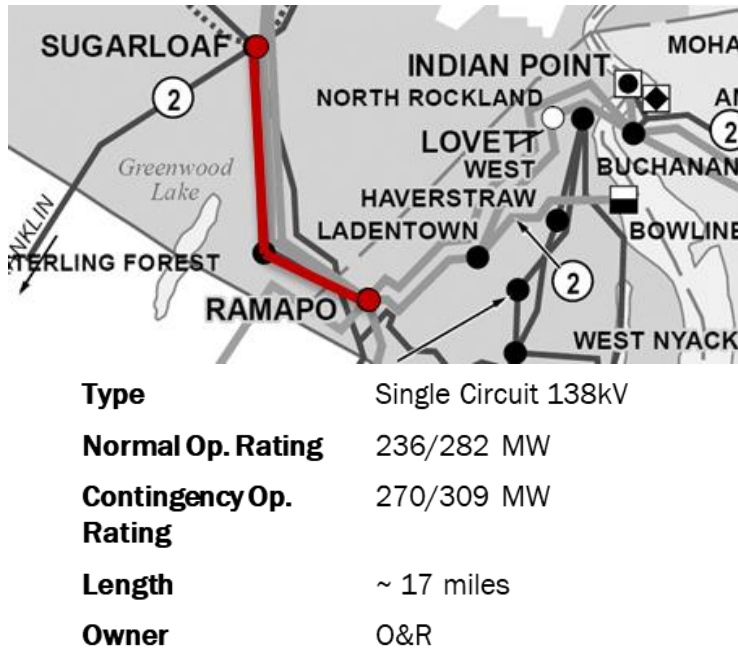 SUGARLOAF
MOHA
INDIAN POINT
2
NORTH ROCKLAND
AN
LOVETT
2
Greenwood
Lake
WEST
BUCHANAN
HAVERSTRAW
NKLIN
LADENTOWN
BOWLINE
TERLING FOREST
2
RAMAPO
WEST NYACK
Type Single Circuit 138kV
Normal Op. Rating 236/282 MW
Contingency Op. 270/309 MW
Rating
Length ~ 17 miles
Owner O&R